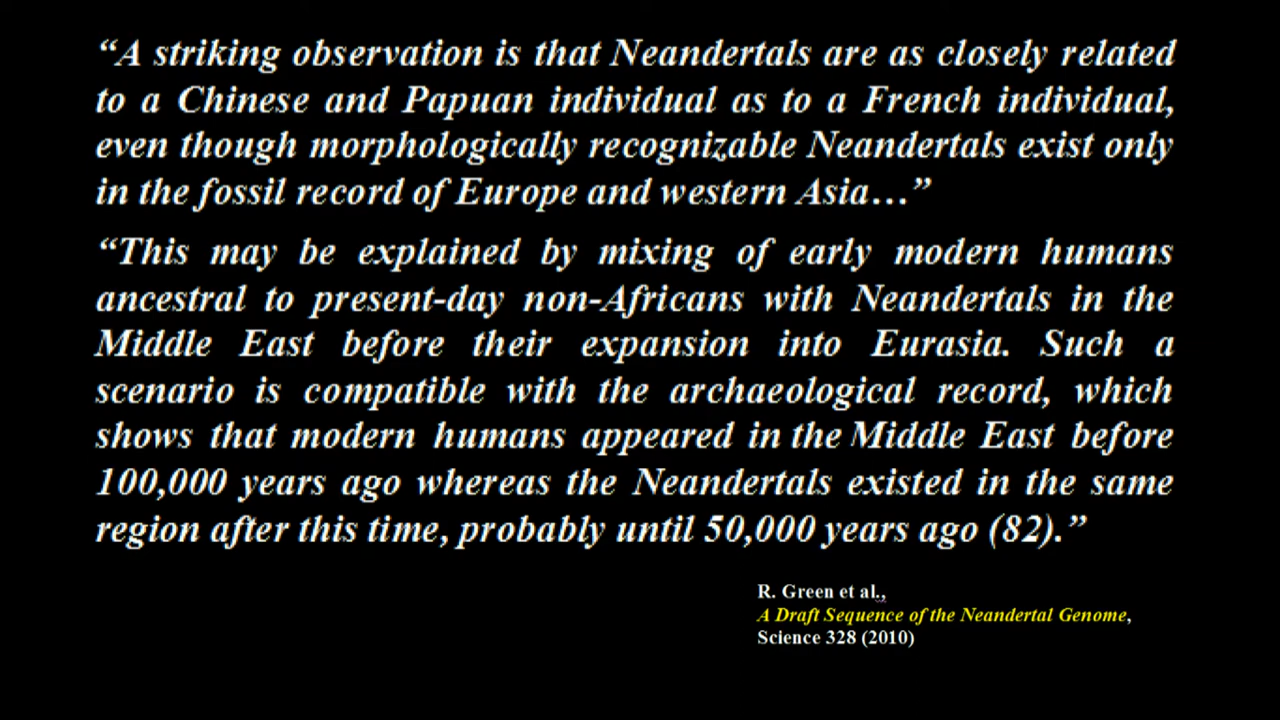 “A striking observation is that Neandertals are as closely related
to a Chinese and Papuan individual as to a French individual,
even though morphologically recognizable Neandertals exist only
in the fossil record of Europe and western Asia…”
“This may be explained by mixing of early modern humans
ancestral to present-day non-Africans with Neandertals in the
Middle East before their expansion into Eurasia. Such a
scenario is compatible with the archaeological record, which
shows that modern humans appeared in the Middle East before
100,000 years ago whereas the Neandertals existed in the same
region after this time, probably until 50,000 years ago (82).”
R. Green et al.,
A Draft Sequence of the Neandertal Genome,
Science 328 (2010)